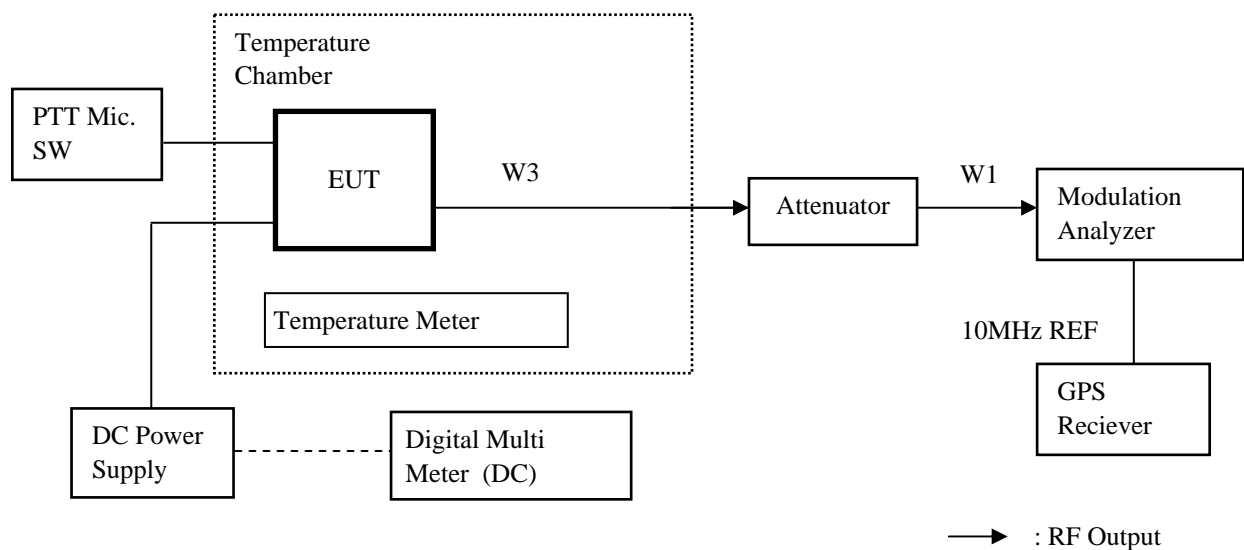 Temperature
Chamber
PTT Mic.
SW
EUT
W3
Attenuator
W1
Modulation
Analyzer
Temperature Meter
10MHz REF
GPS
Reciever
DC Power
Supply
Digital Multi
Meter (DC)
: RF Output